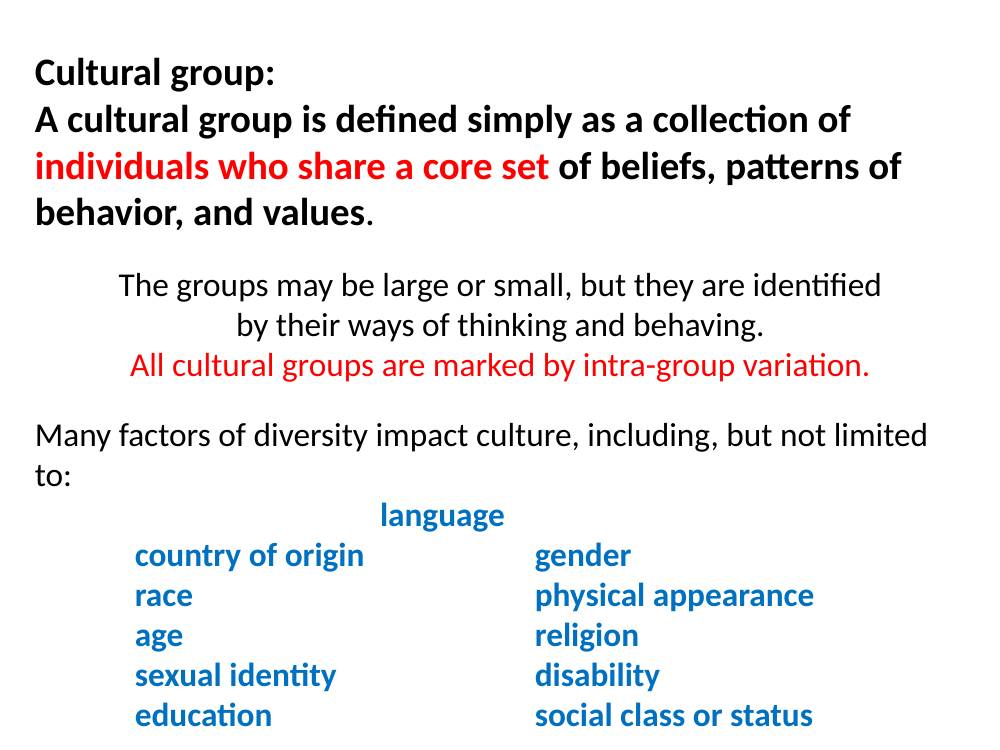 Cultural group:
A cultural group is defined simply as a collection of
individuals who share a core set of beliefs, patterns of
behavior, and values.
The groups may be large or small, but they are identified
by their ways of thinking and behaving.
All cultural groups are marked by intra-group variation.
Many factors of diversity impact culture, including, but not limited
to:
language
country of origin gender
race physical appearance
age religion
sexual identity disability
education social class or status